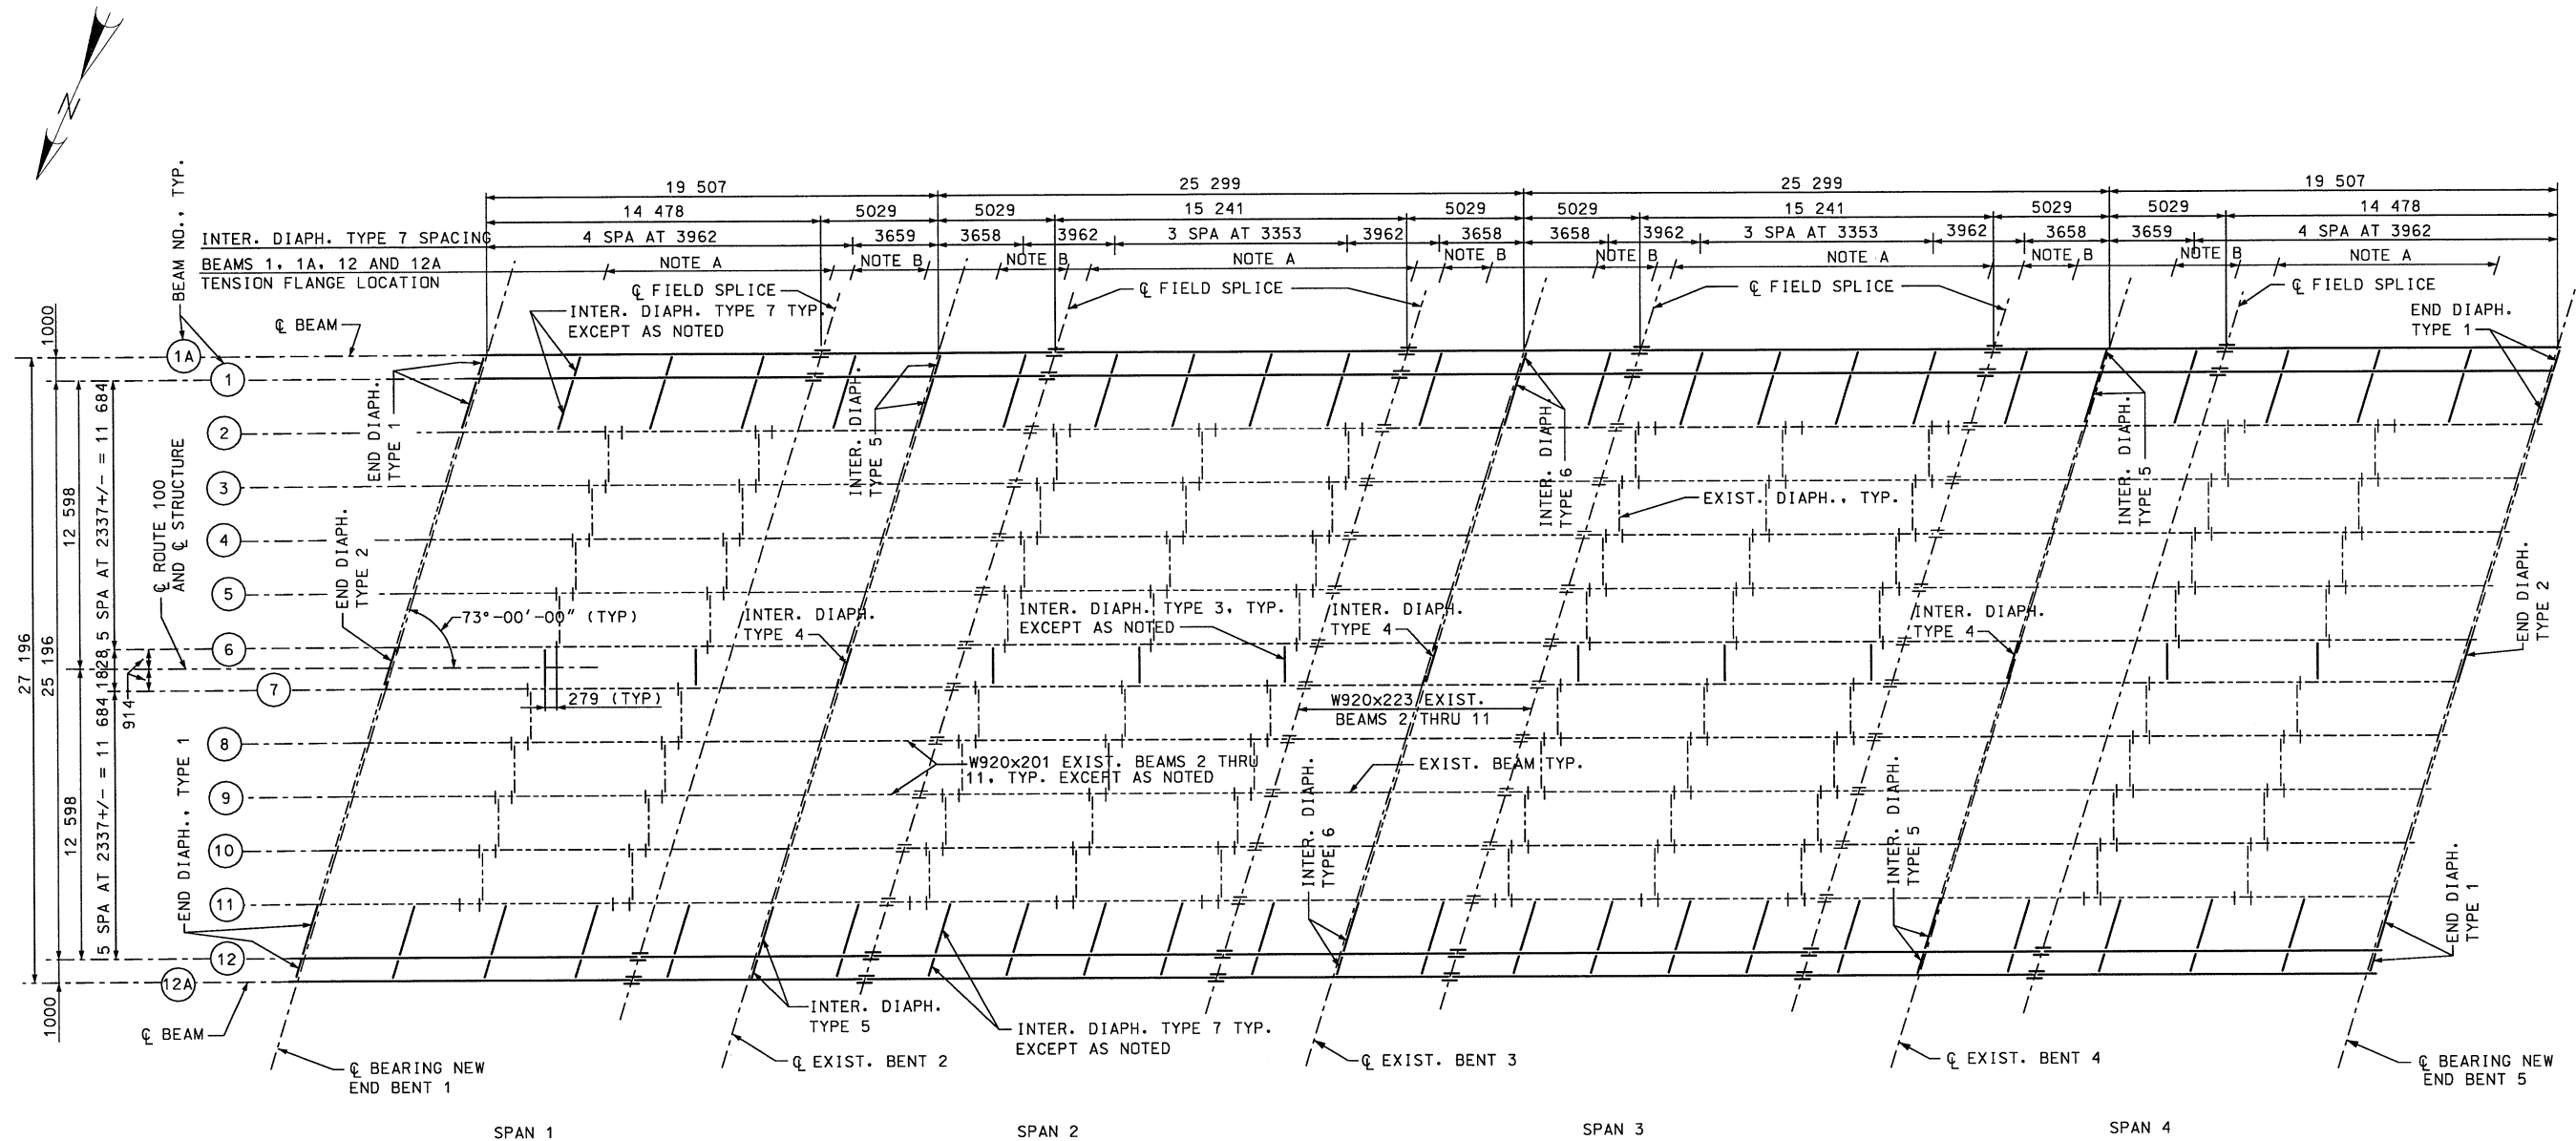 N
BEAM NO., TYP.
19 507
25 299
25 299
19 507
14 478
5029
5029
15 241
5029
5029
15 241
5029
5029
14 478
INTER. DIAPH. TYPE 7 SPACING
4 SPA AT 3962
3659
3658
3962
3 SPA AT 3353
3962
3658
3658
3962
3 SPA AT 3353
3962
3658
3659
4 SPA AT 3962
BEAMS 1, 1A, 12 AND 12A
TENSION FLANGE LOCATION
NOTE A
NOTE B
NOTE B
NOTE A
NOTE B
NOTE B
NOTE A
NOTE B
NOTE B
NOTE A
℄ FIELD SPLICE
℄ FIELD SPLICE
℄ FIELD SPLICE
℄ FIELD SPLICE
℄ BEAM
INTER. DIAPH. TYPE 7 TYP.
EXCEPT AS NOTED
END DIAPH.
TYPE 1
1000
1A
1
2
3
4
5
6
7
8
9
10
11
12
12A
END DIAPH.
TYPE 1
INTER. DIAPH.
TYPE 5
INTER. DIAPH.
TYPE 6
INTER. DIAPH.
TYPE 5
EXIST. DIAPH., TYP.
27 196
25 196
12 598
12 598
5 SPA AT 2337+/- = 11 684
1828
5 SPA AT 2337+/- = 11 684
914
℄ ROUTE 100
AND ℄ STRUCTURE
END DIAPH.
TYPE 2
73°-00'-00" (TYP)
INTER. DIAPH.
TYPE 4
INTER. DIAPH. TYPE 3, TYP.
EXCEPT AS NOTED
INTER. DIAPH.
TYPE 4
INTER. DIAPH.
TYPE 4
END DIAPH.
TYPE 2
279 (TYP)
W920x223 EXIST.
BEAMS 2 THRU 11
W920x201 EXIST. BEAMS 2 THRU
11, TYP. EXCEPT AS NOTED
EXIST. BEAM TYP.
END DIAPH., TYPE 1
INTER. DIAPH.
TYPE 6
INTER. DIAPH.
TYPE 5
END DIAPH.
TYPE 1
1000
℄ BEAM
INTER. DIAPH.
TYPE 5
INTER. DIAPH. TYPE 7 TYP.
EXCEPT AS NOTED
℄ BEARING NEW
END BENT 1
℄ EXIST. BENT 2
℄ EXIST. BENT 3
℄ EXIST. BENT 4
℄ BEARING NEW
END BENT 5
SPAN 1
SPAN 2
SPAN 3
SPAN 4